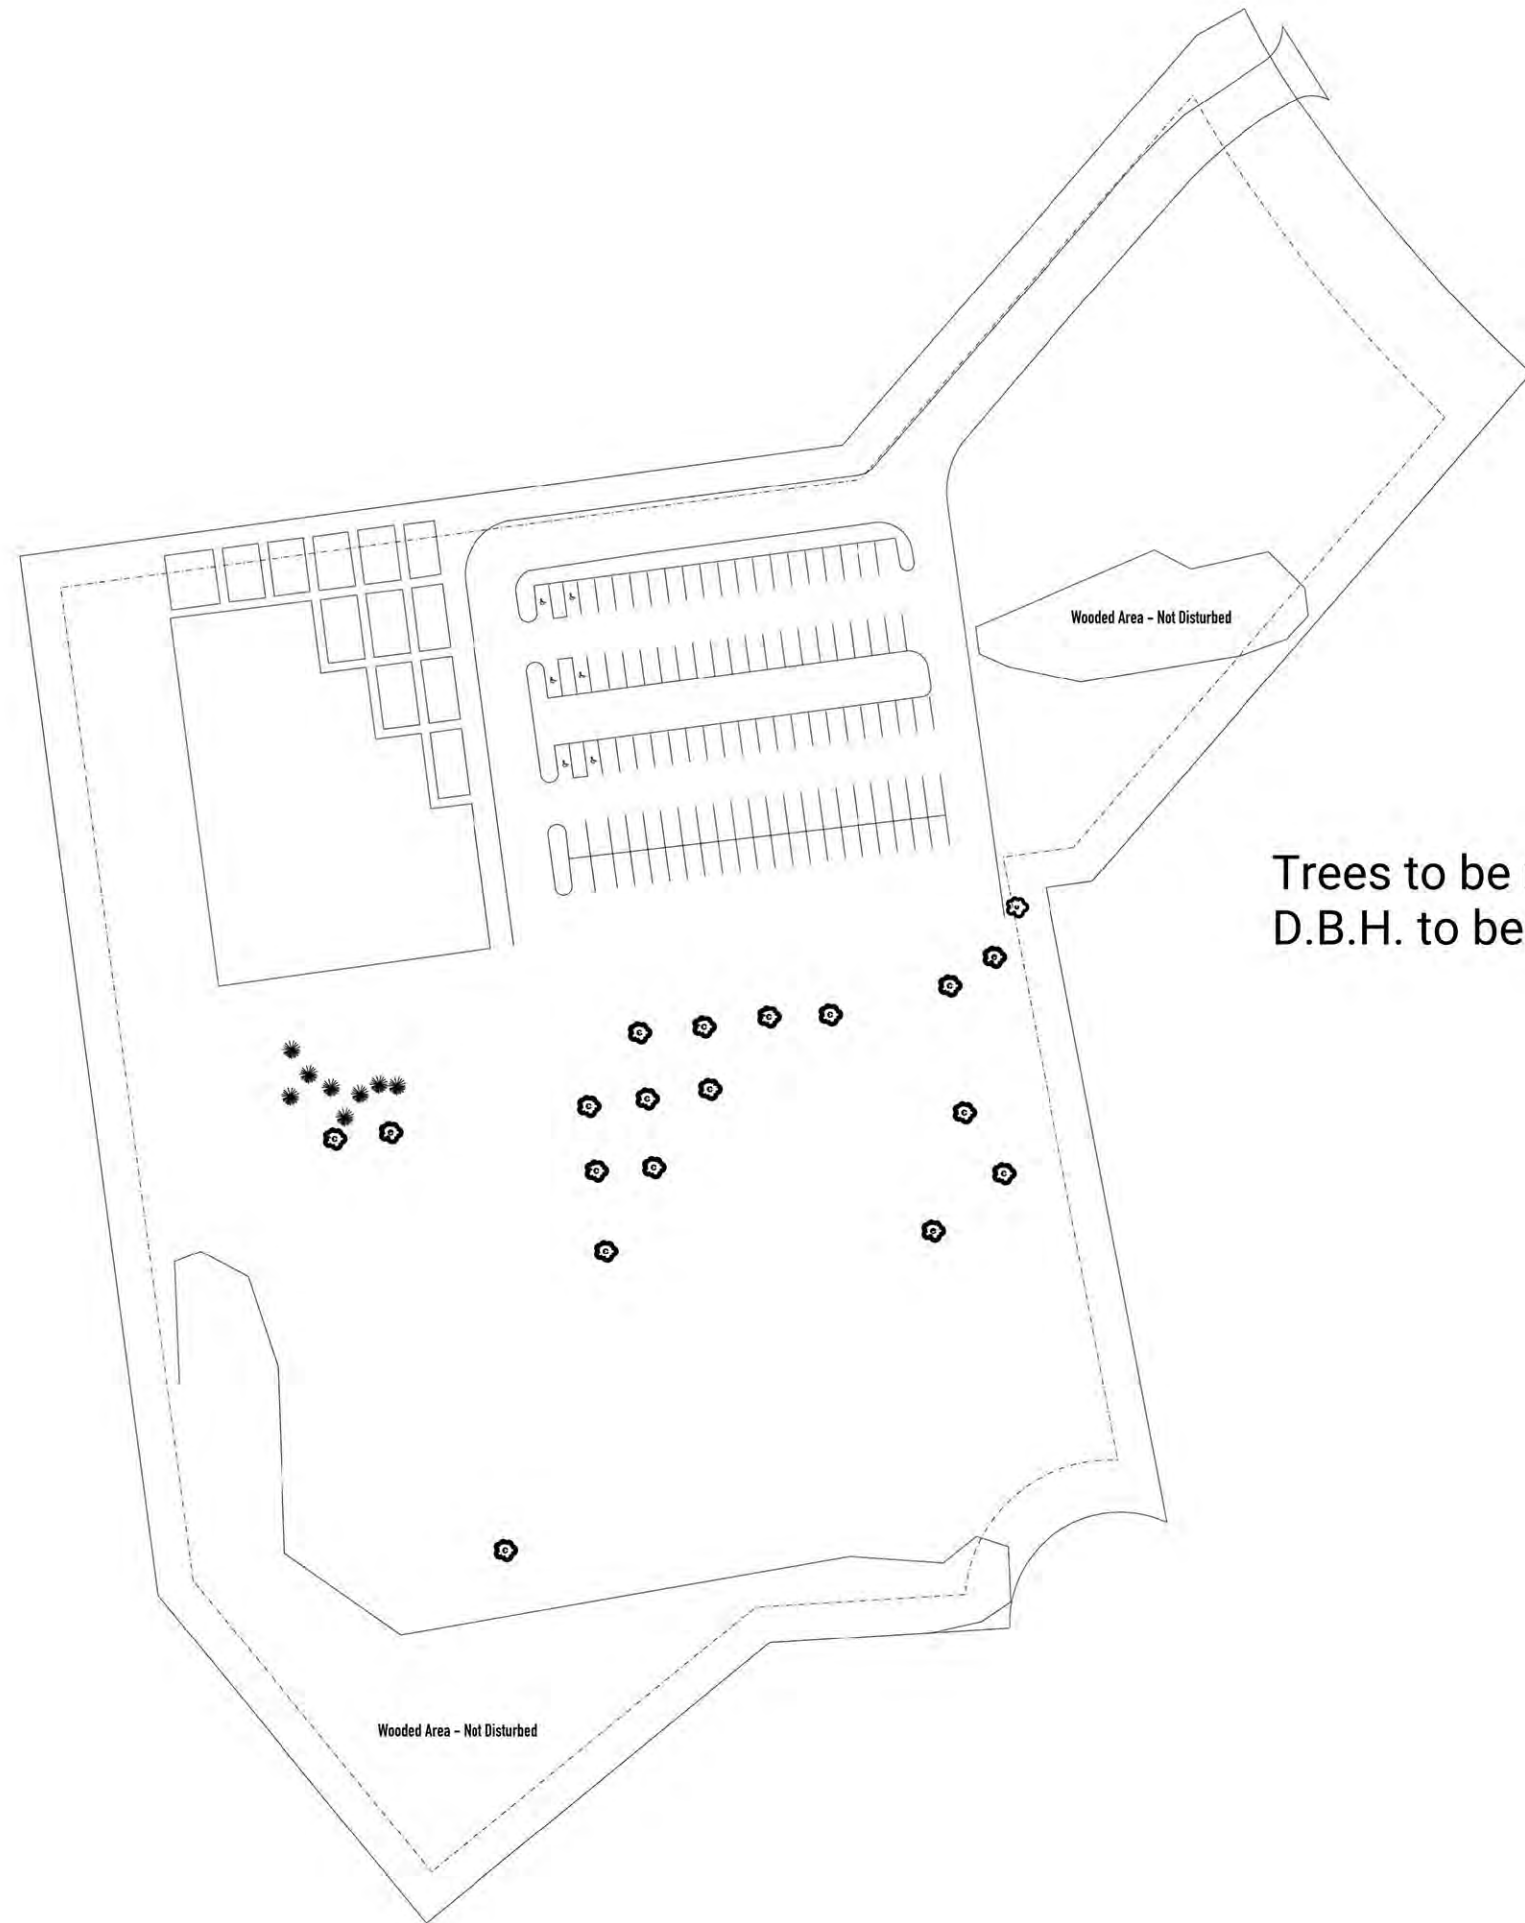 Wooded Area - Not Disturbed
Trees to be
D.B.H. to be
Wooded Area - Not Disturbed